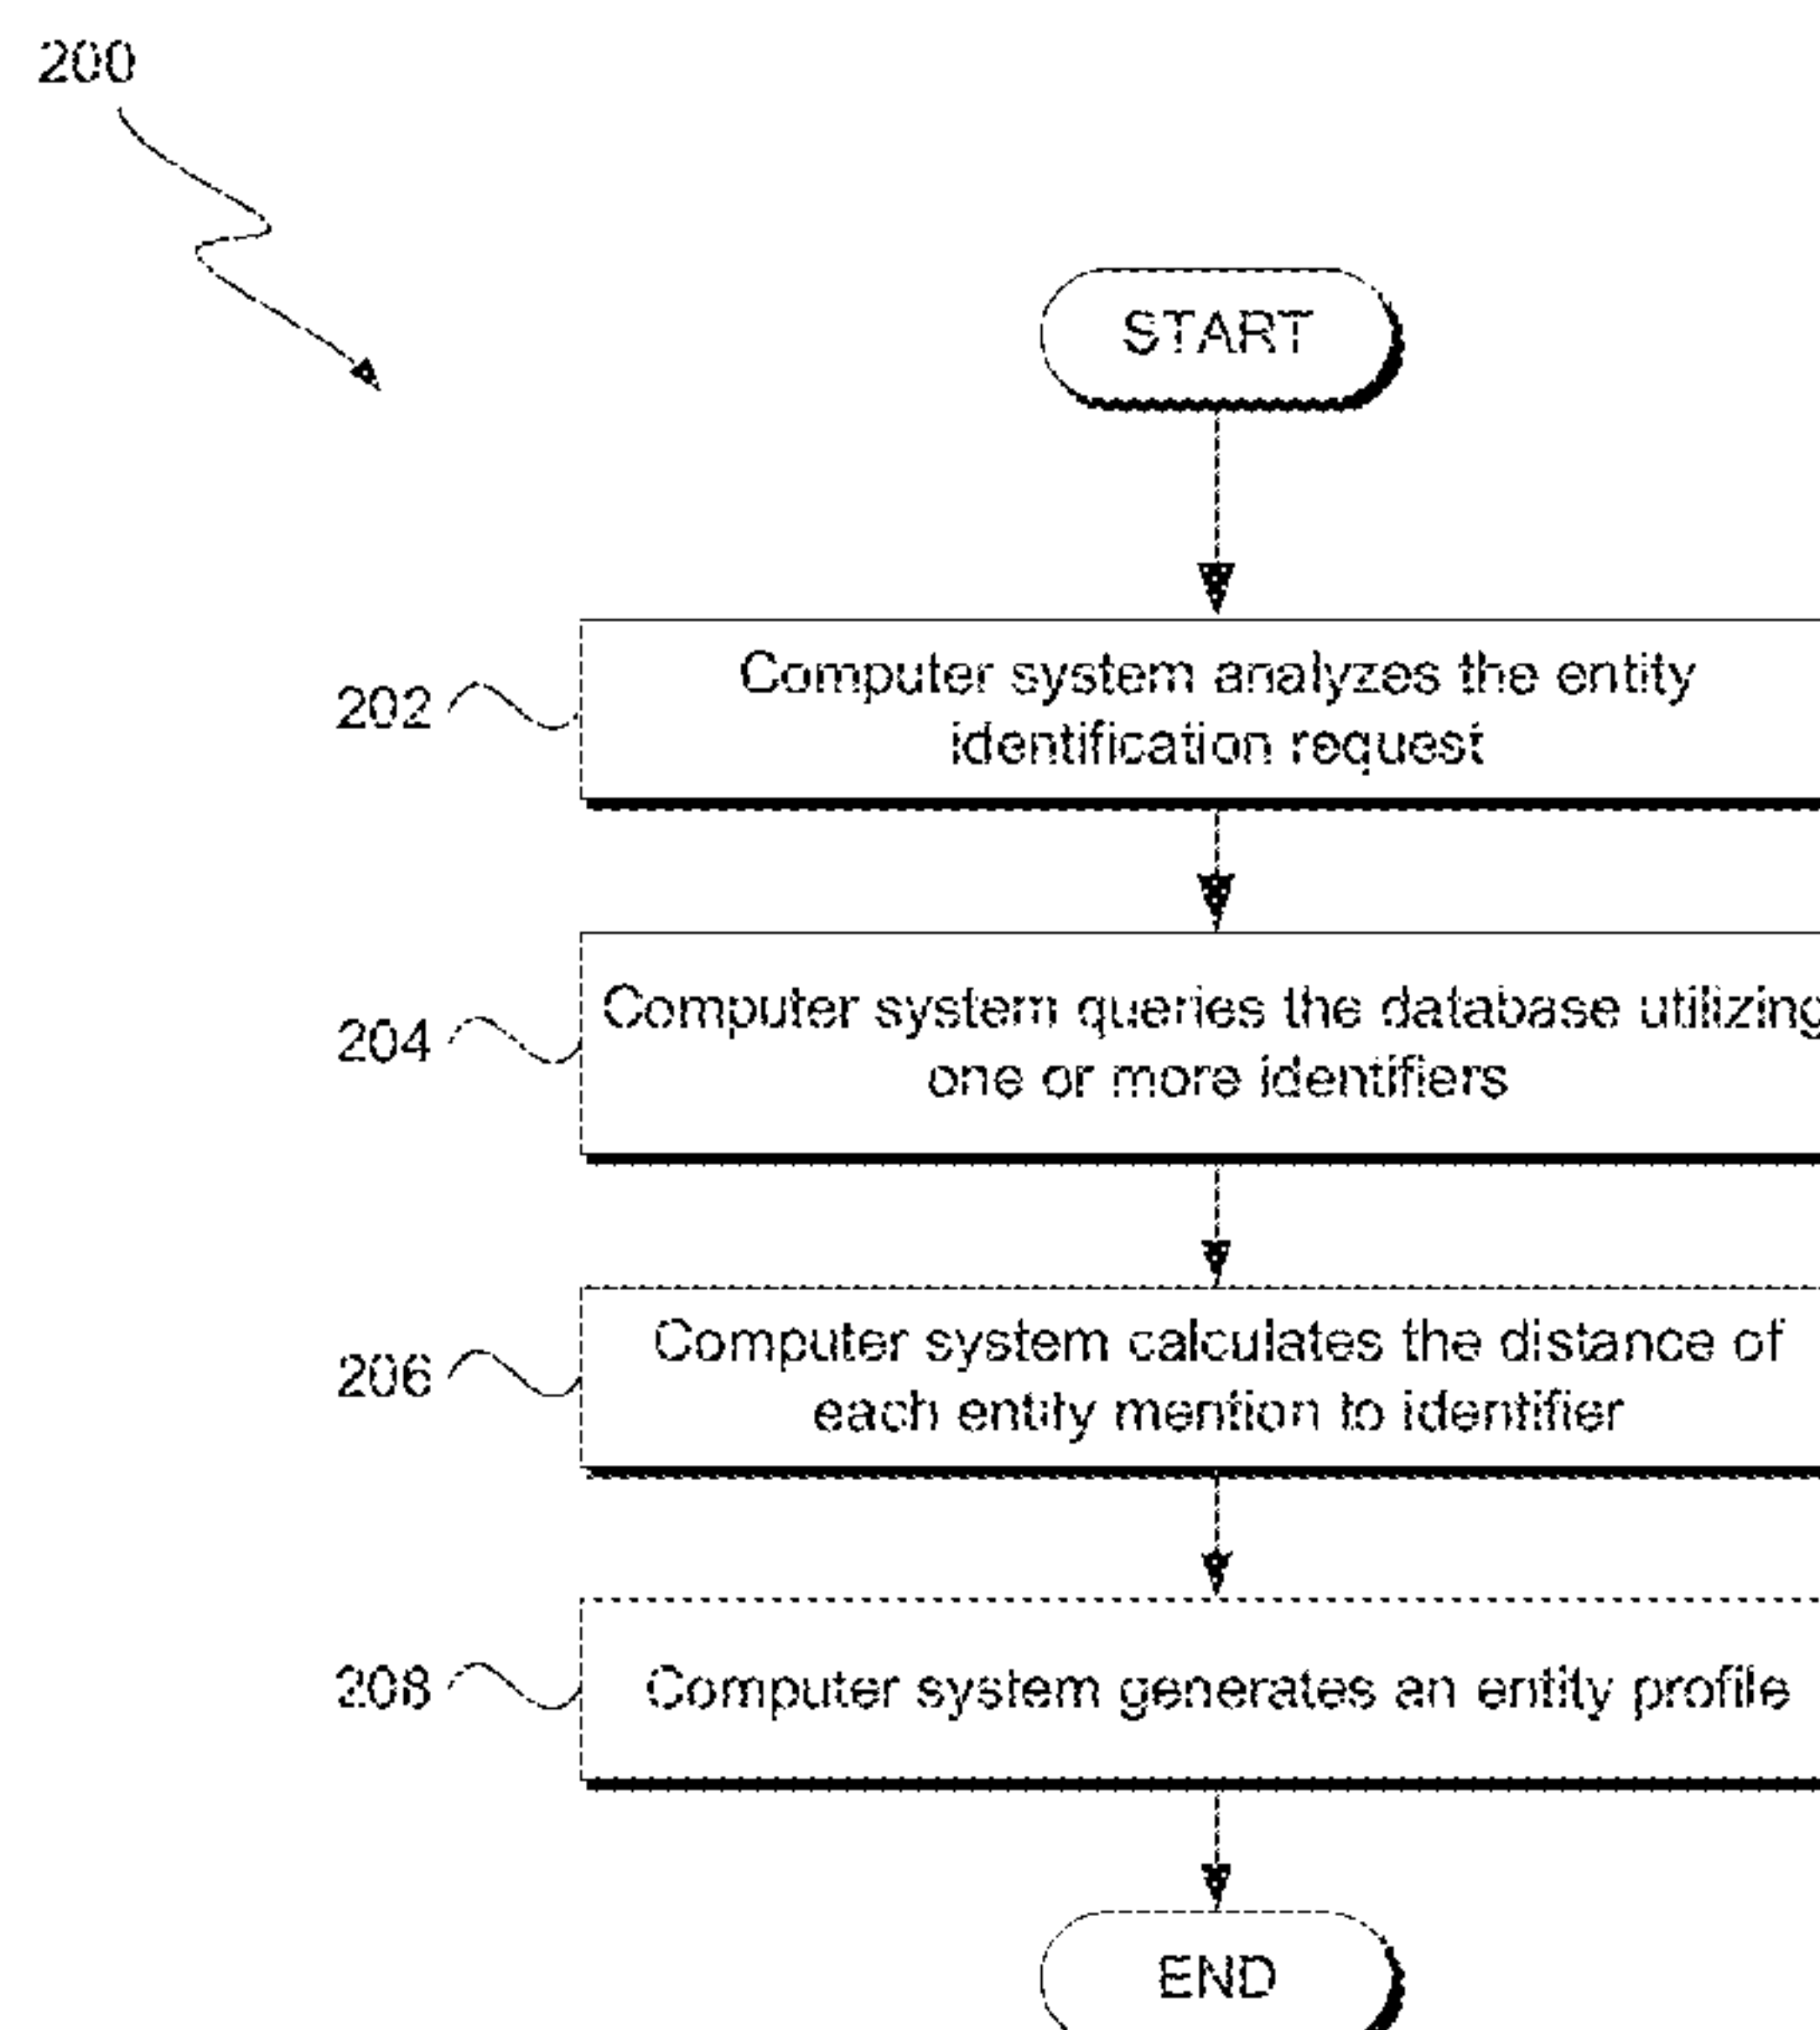 200
START
202
Computer system analyzes the entity
identification request
204
Computer system queries the database utilizing
one or more identifiers
206
Computer system calculates the distance of
each entity mention to identifier
208
Computer system generates an entity profile
END